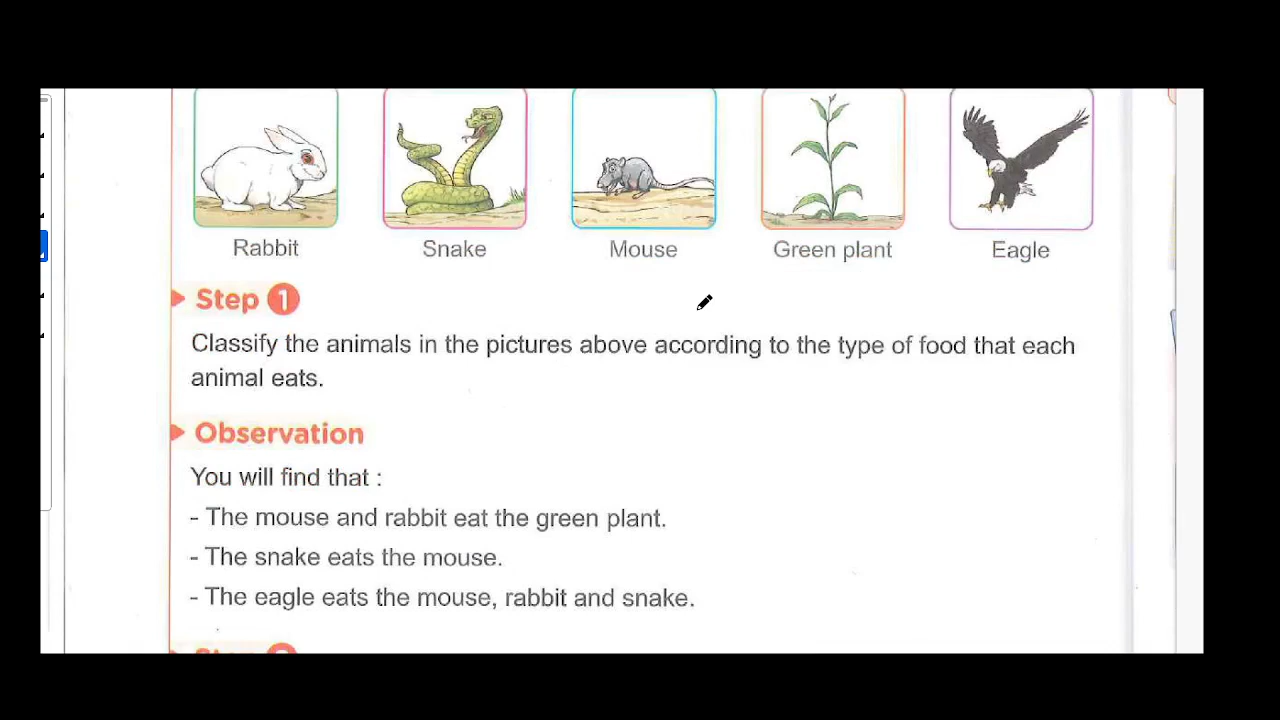 Rabbit Snake Mouse Green plant Eagle
Step 1
Classify the animals in the pictures above according to the type of food that each
animal eats.
Observation
You will find that :
- The mouse and rabbit eat the green plant.
- The snake eats the mouse.
- The eagle eats the mouse, rabbit and snake.